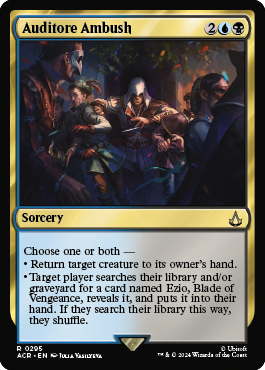 Auditore Ambush 2
Sorcery
Choose one or both —
• Return target creature to its owner's hand.
• Target player searches their library and/or
graveyard for a card named Ezio, Blade of
Vengeance, reveals it, and puts it into their
hand. If they search their library this way,
they shuffle.
R 0295
ACR • EN Julia Vasilyeva
© Ubisoft
™ & © 2024 Wizards of the Coast